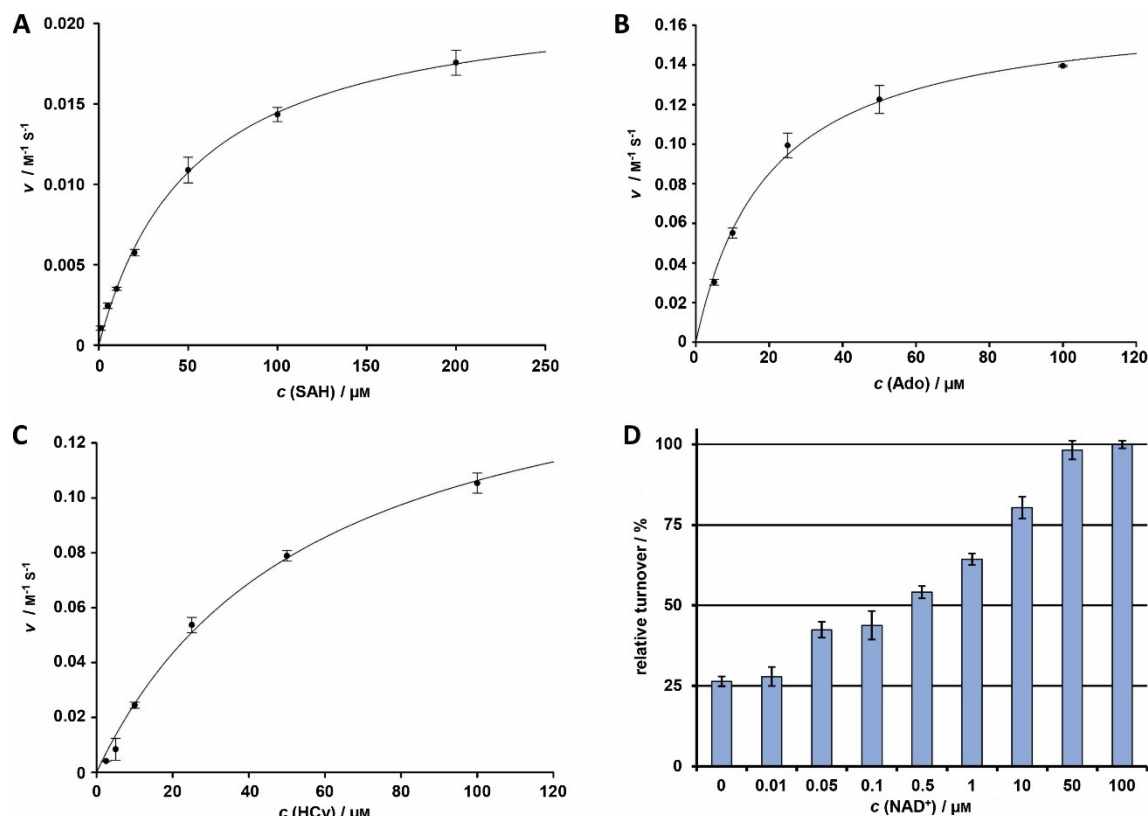 A
0.020
0.015
0.010
0.005
0
v / M⁻¹ S⁻¹
0 50 100 150 200 250
c (SAH) / μM
B
0.16
0.14
0.12
0.10
0.08
0.06
0.04
0.02
0
v / M⁻¹ S⁻¹
0 20 40 60 80 100 120
c (Ado) / μM
C
0.12
0.10
0.08
0.06
0.04
0.02
0
v / M⁻¹ S⁻¹
0 20 40 60 80 100 120
c (HCy) / μM
D
100
75
50
25
0
relative turnover / %
0 0.01 0.05 0.1 0.5 1 10 50 100
c (NAD⁺) / μM